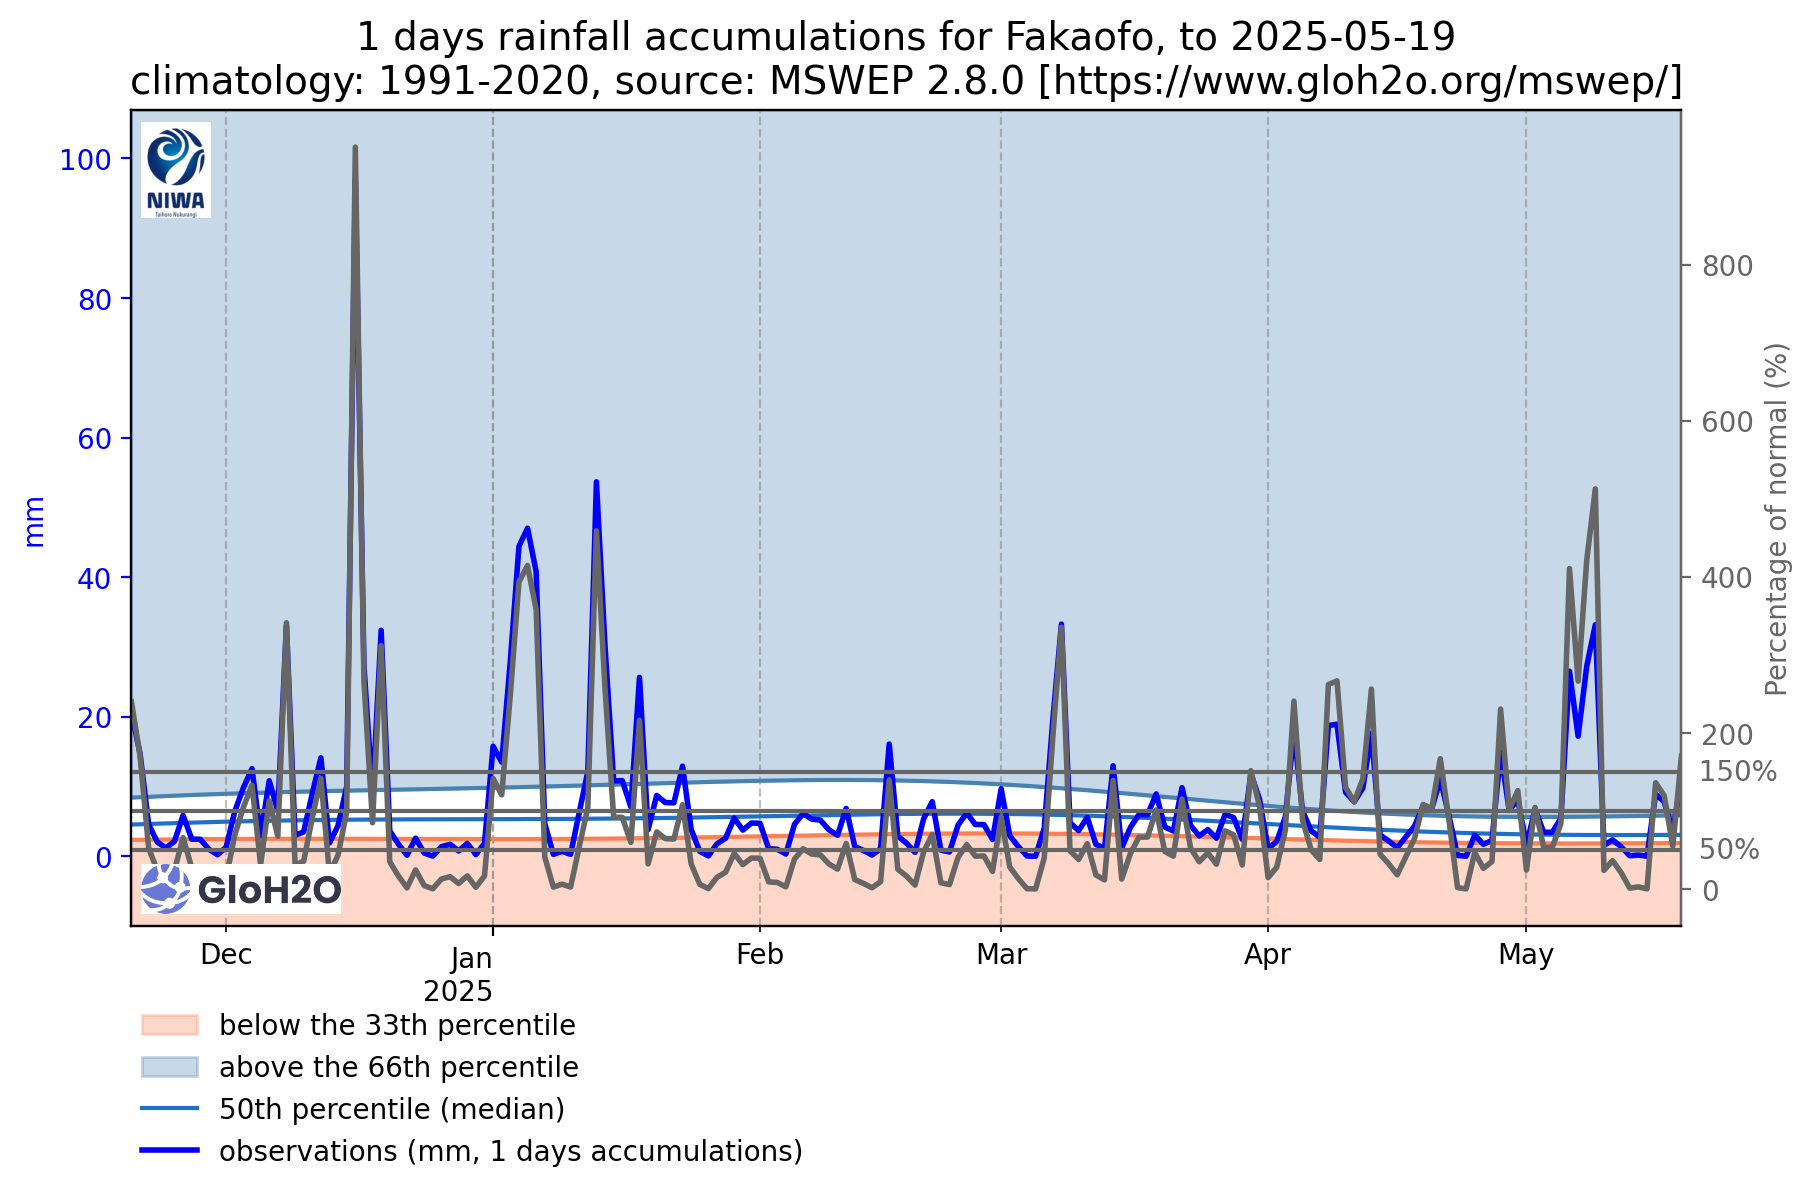 1 days rainfall accumulations for Fakaofo, to 2025-05-19
climatology: 1991-2020, source: MSWEP 2.8.0 [https://www.gloh2o.org/mswep/]
NIWA
Taihoro Nukurangi
100
80
60
40
20
0
mm
800
600
400
200
150%
50%
0
Percentage of normal (%)
GloH2O
Dec
Jan
2025
Feb
Mar
Apr
May
below the 33th percentile
above the 66th percentile
50th percentile (median)
observations (mm, 1 days accumulations)